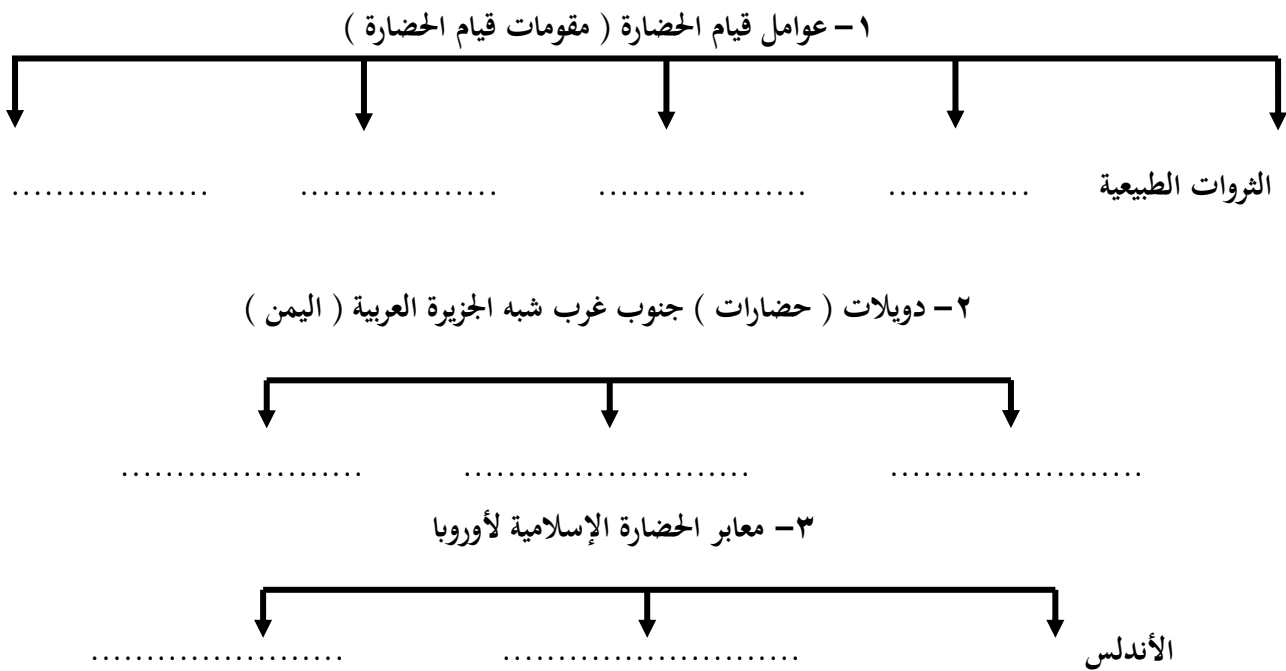 ١– عوامل قيام الحضارة ( مقومات قيام الحضارة )
الثروات الطبيعية ............. ................... .................. ..................
٢– دويلات ( حضارات ) جنوب غرب شبه الجزيرة العربية ( اليمن )
....................... .......................... ......................
٣– معابر الحضارة الإسلامية لأوروبا
الأندلس ........................... .......................